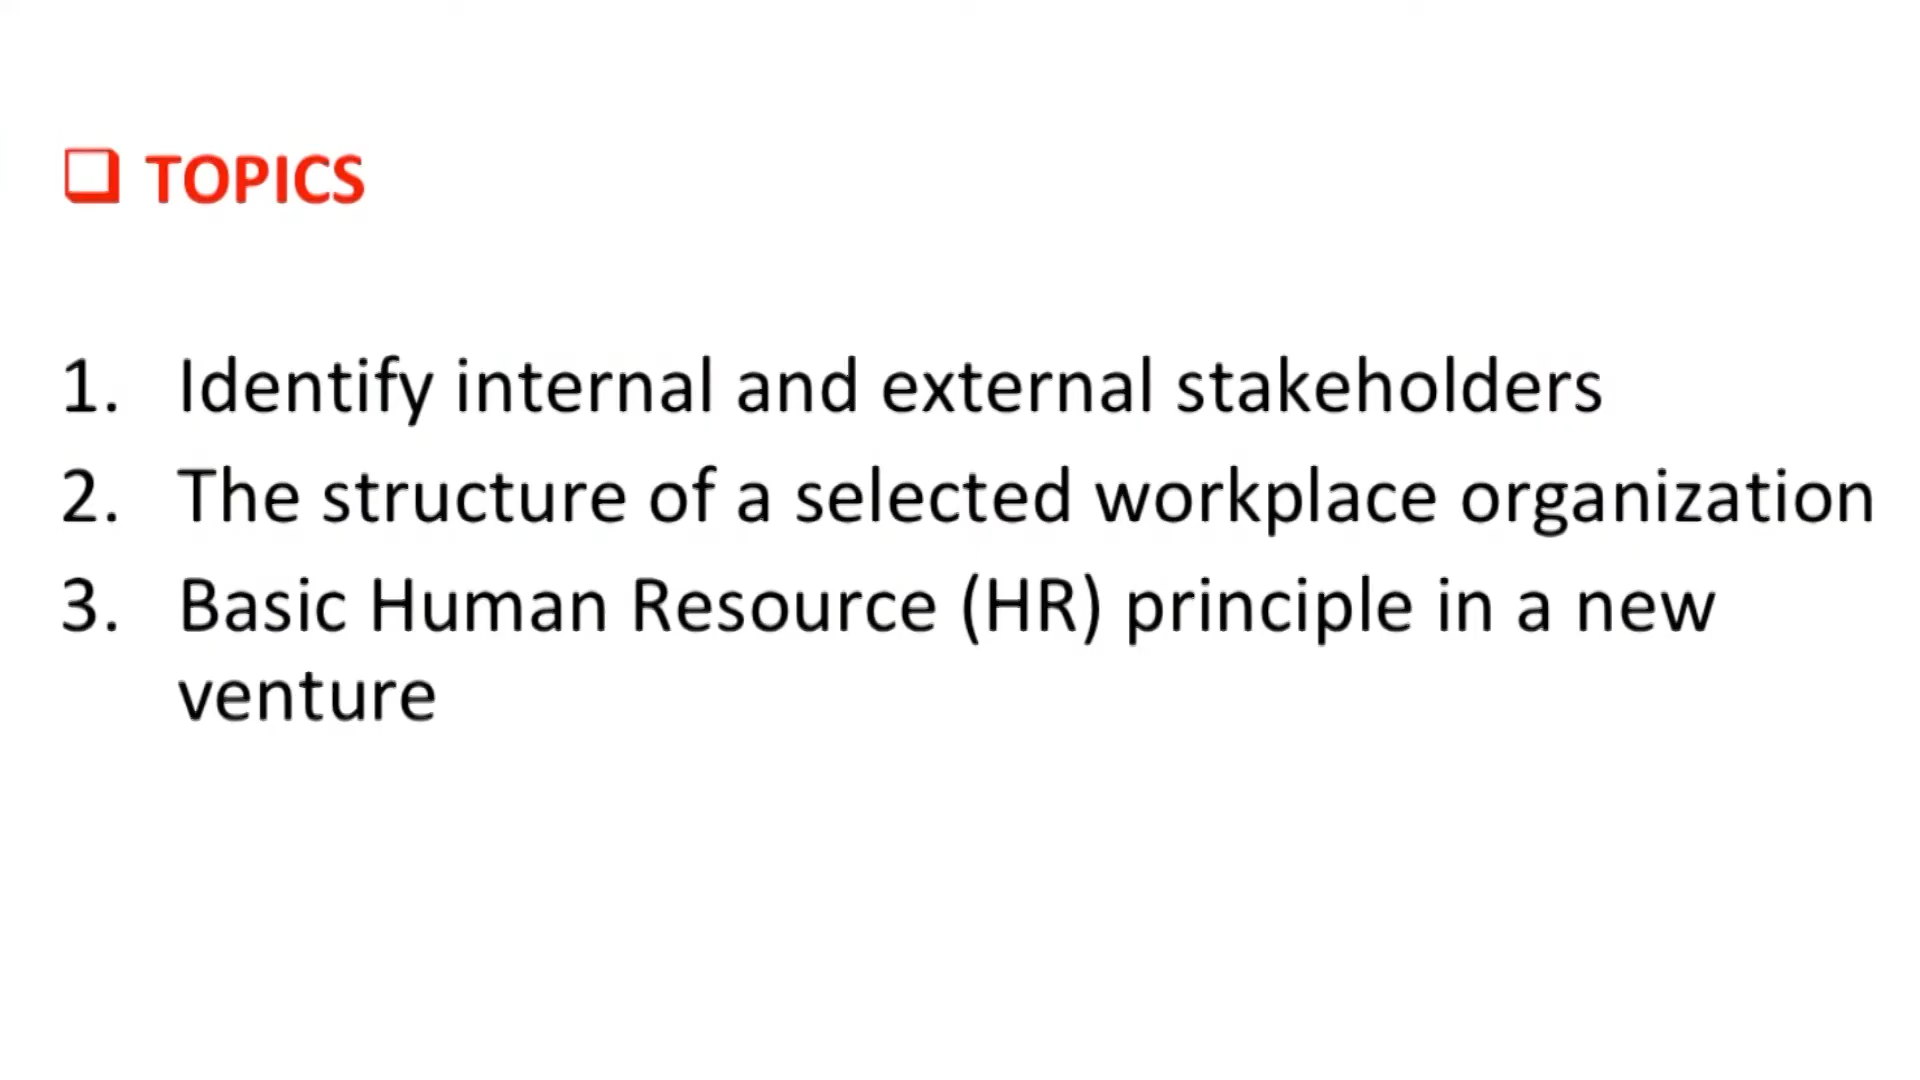 TOPICS
1. Identify internal and external stakeholders
2. The structure of a selected workplace organization
3. Basic Human Resource (HR) principle in a new
venture